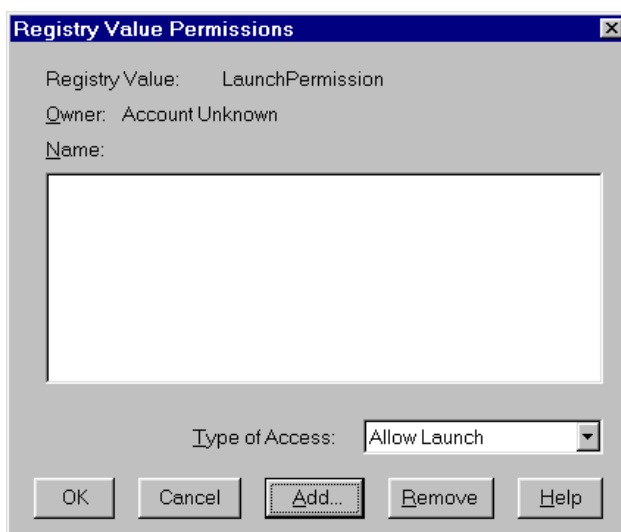 Registry Value Permissions
Registry Value: LaunchPermission
Owner: Account Unknown
Name:
Type of Access: Allow Launch
OK Cancel Add... Remove Help